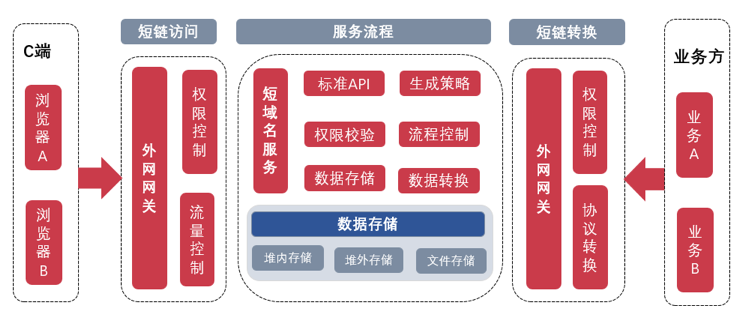 短链访问
服务流程
短链转换
C端
浏览器A
浏览器B
外网网关
权限控制
流量控制
短域名服务
标准API
生成策略
权限校验
流程控制
数据存储
数据转换
数据存储
堆内存储
堆外存储
文件存储
外网网关
权限控制
协议转换
业务方
业务A
业务B